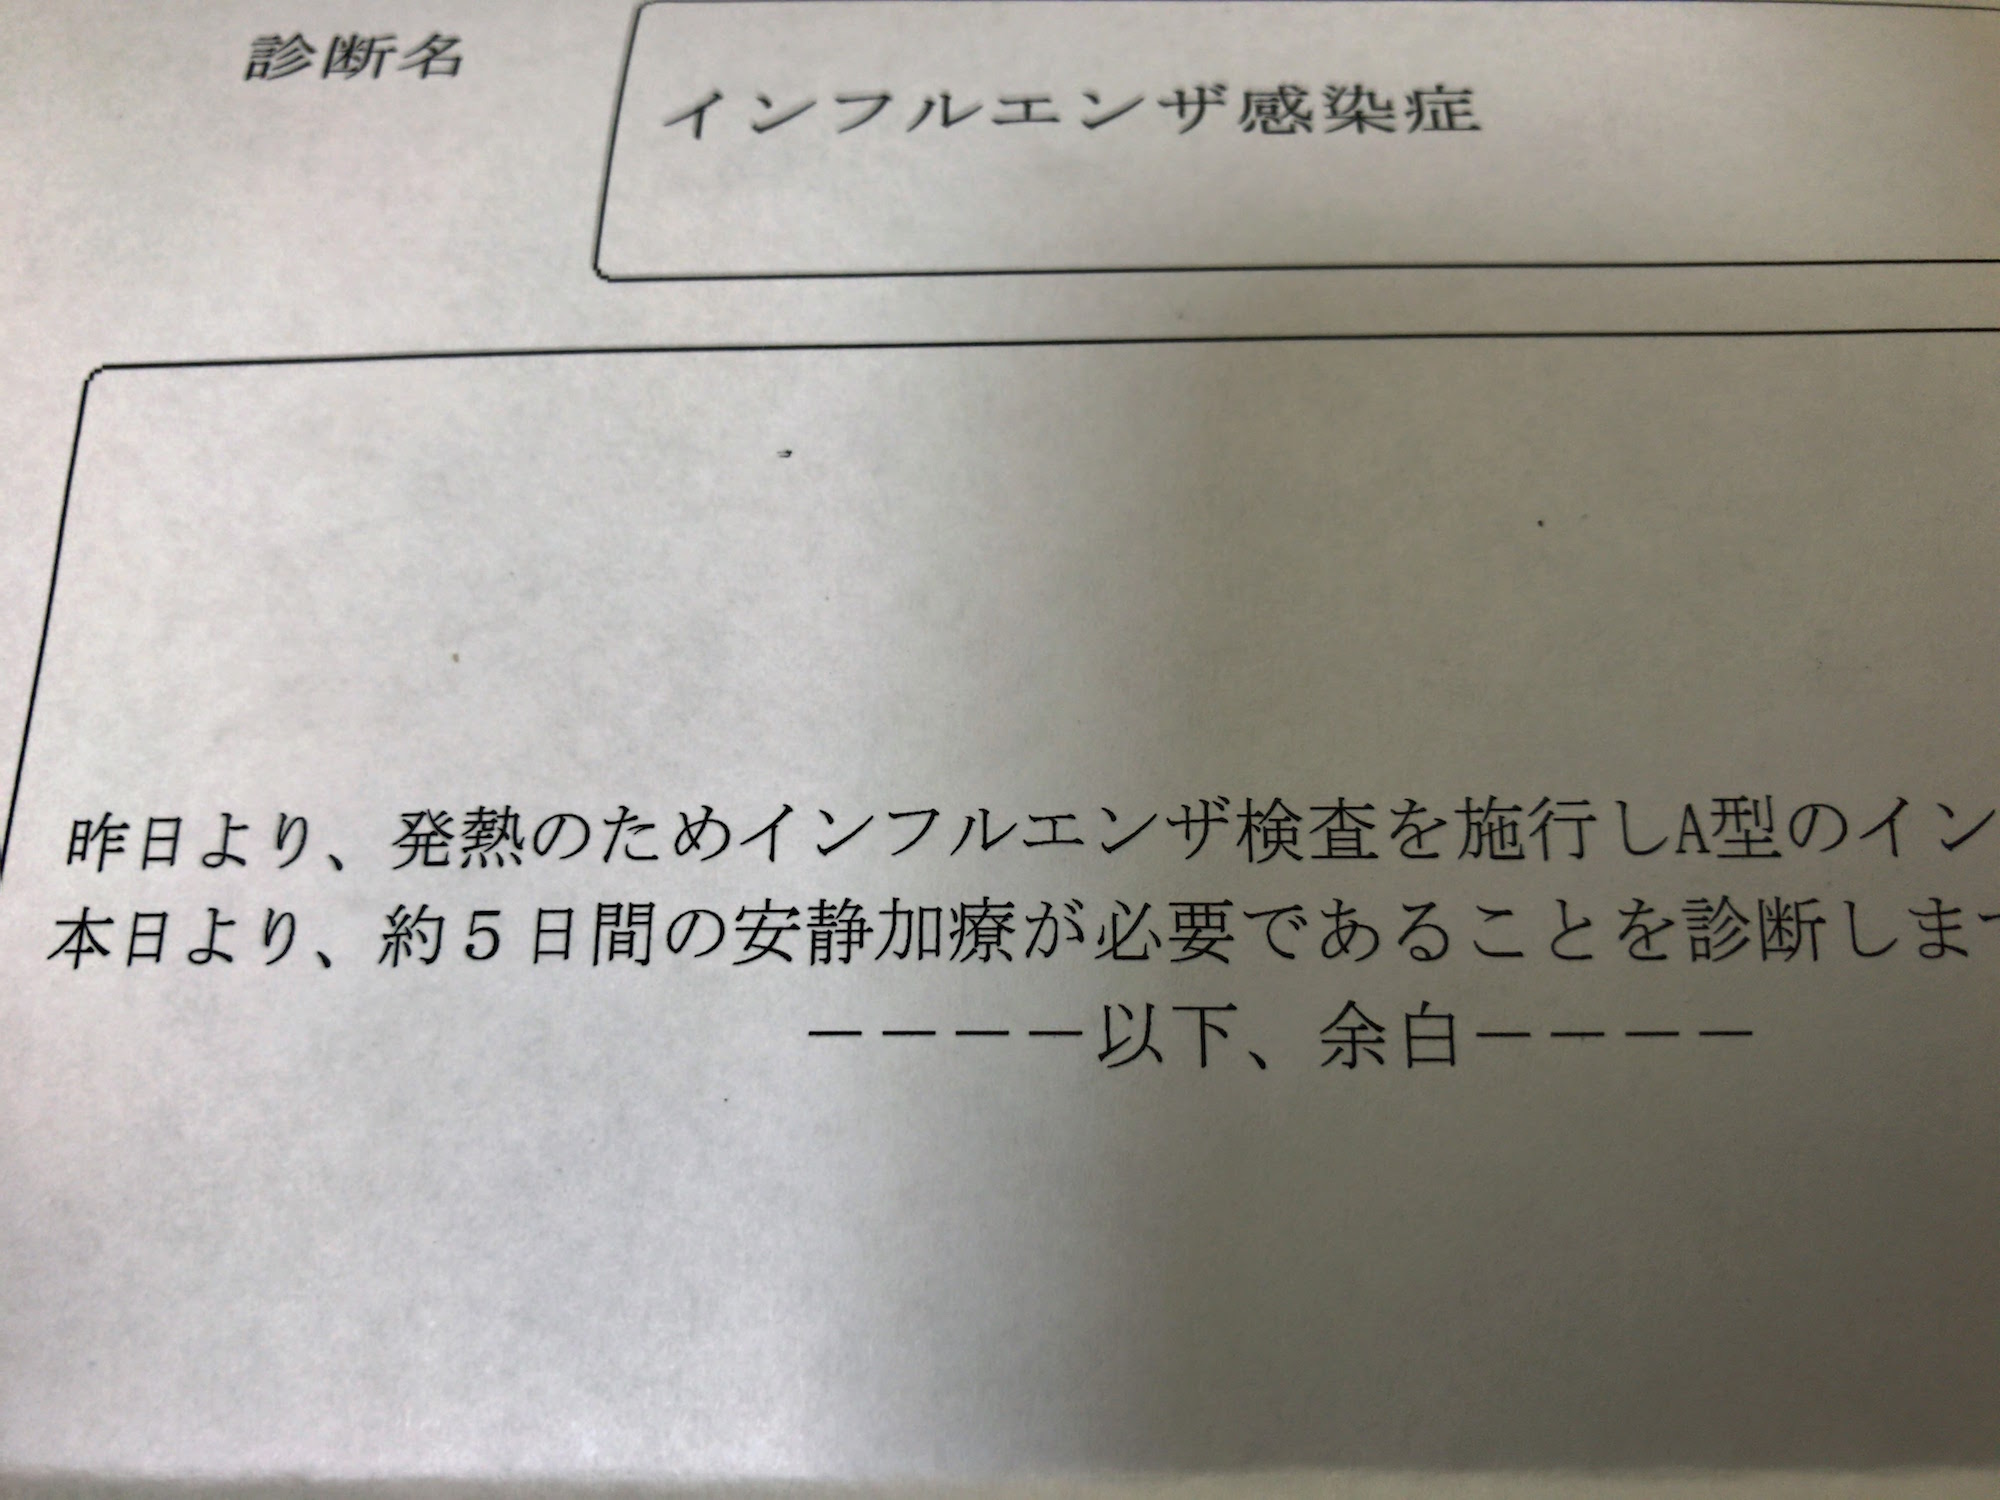 診断名
インフルエンザ感染症
昨日より、発熱のためインフルエンザ検査を施行しA型のイン
本日より、約５日間の安静加療が必要であることを診断しま
－－－－以下、余白－－－－